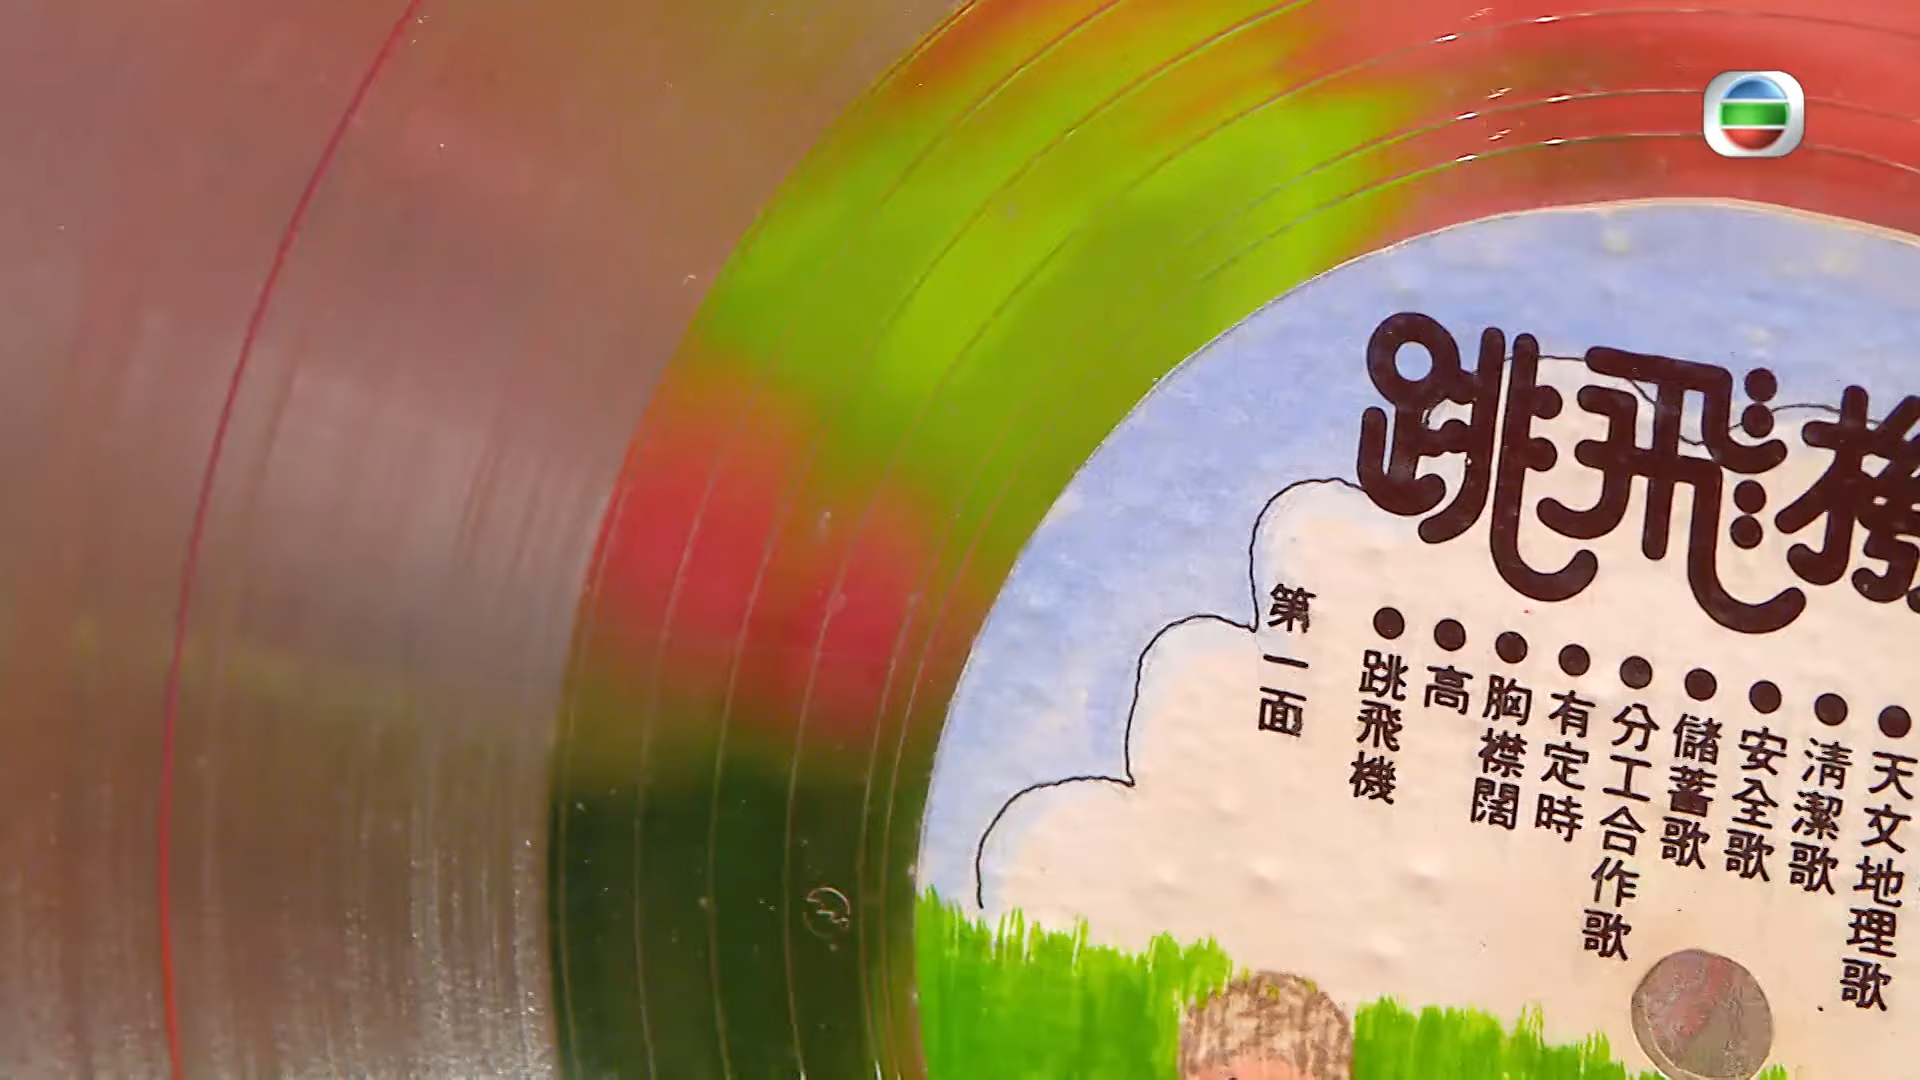 跳飛機
第一面
●跳飛機
●高
●胸襟闊
●有定時
●分工合作歌
●儲蓄歌
●安全歌
●清潔歌
●天文地理歌